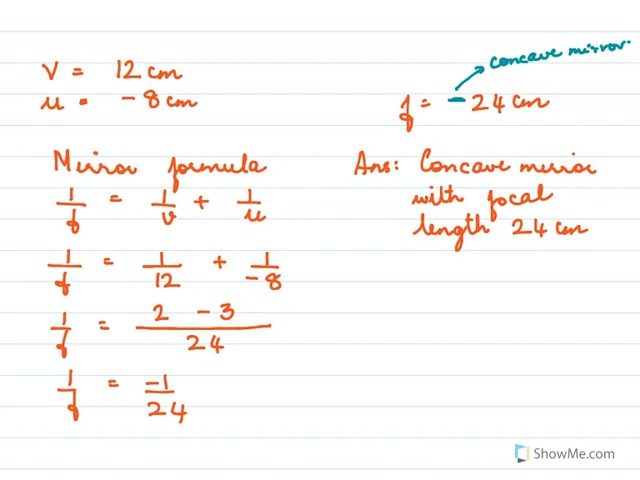 v = 12 cm
u = - 8 cm
Mirror formula
1/f = 1/v + 1/u
1/f = 1/12 + 1/-8
1/f = 2 - 3 / 24
1/f = -1/24
concave mirror.
f = - 24 cm
Ans: Concave mirror
with focal
length 24 cm
ShowMe.com